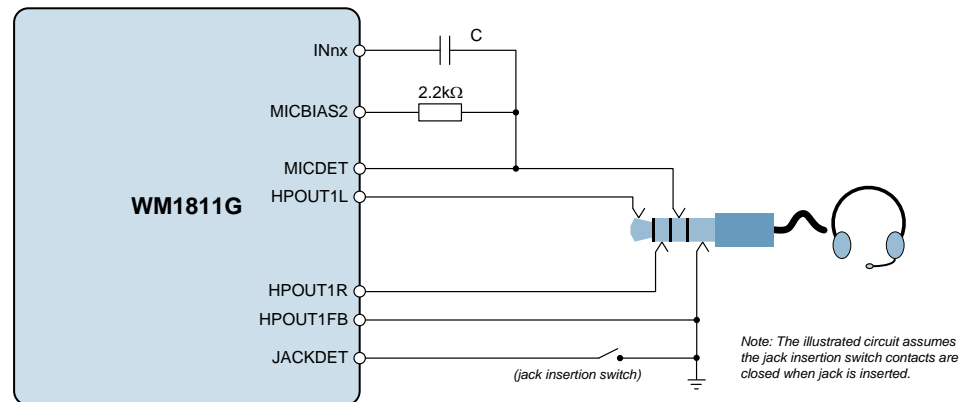 INnx
C
2.2kΩ
MICBIAS2
MICDET
HPOUT1L
WM1811G
HPOUT1R
HPOUT1FB
JACKDET
(jack insertion switch)
Note: The illustrated circuit assumes
the jack insertion switch contacts are
closed when jack is inserted.